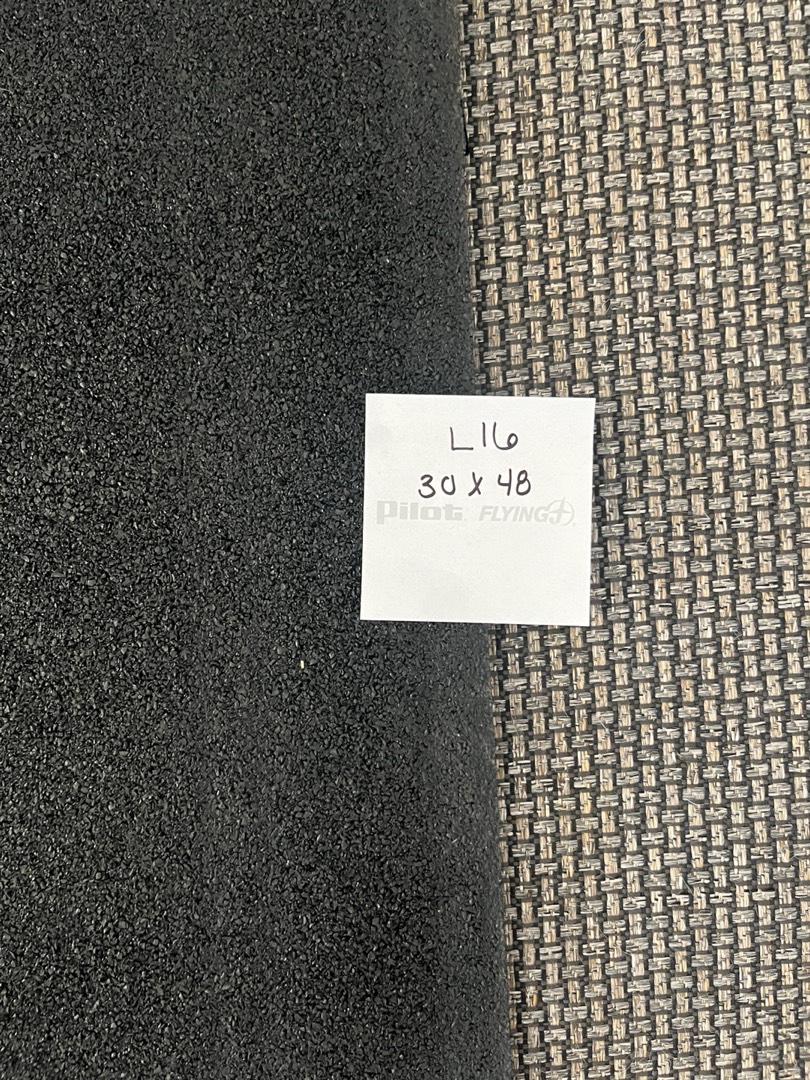 L16
30 x 48
Pilot FLYING J